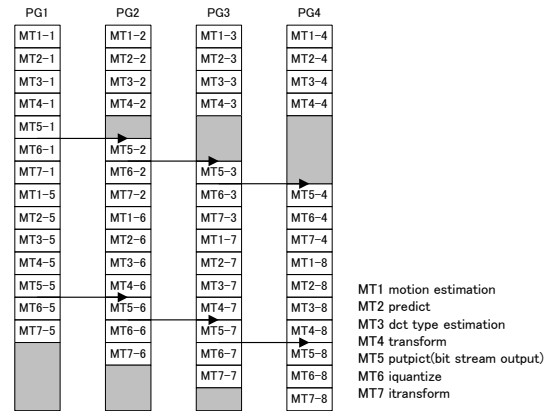 PG1 PG2 PG3 PG4
MT1-1 MT1-2 MT1-3 MT1-4
MT2-1 MT2-2 MT2-3 MT2-4
MT3-1 MT3-2 MT3-3 MT3-4
MT4-1 MT4-2 MT4-3 MT4-4
MT5-1
MT6-1 MT5-2
MT7-1 MT6-2 MT5-3
MT1-5 MT7-2 MT6-3 MT5-4
MT2-5 MT1-6 MT7-3 MT6-4
MT3-5 MT2-6 MT1-7 MT7-4
MT4-5 MT3-6 MT2-7 MT1-8
MT5-5 MT4-6 MT3-7 MT2-8
MT6-5 MT5-6 MT4-7 MT3-8
MT7-5 MT6-6 MT5-7 MT4-8
MT7-6 MT6-7 MT5-8
MT7-7 MT6-8
MT7-8
MT1 motion estimation
MT2 predict
MT3 dct type estimation
MT4 transform
MT5 putpict(bit stream output)
MT6 iquantize
MT7 itransform